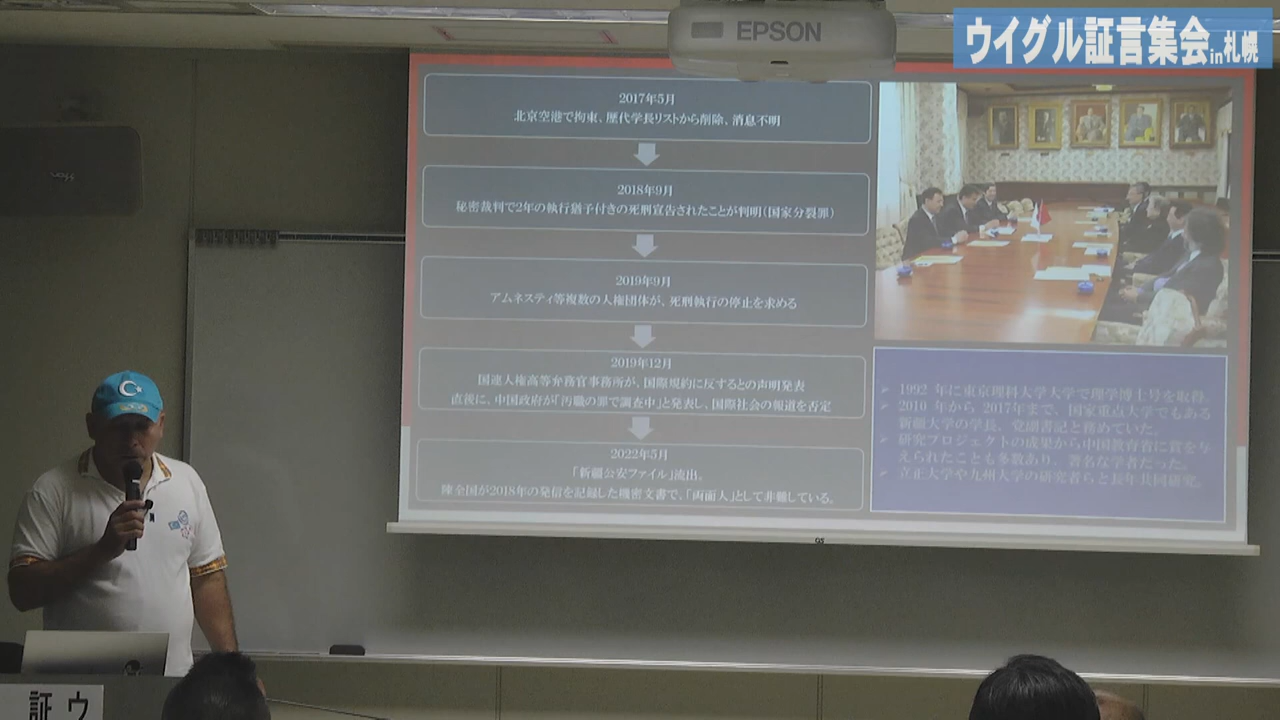 EPSON
ウイグル証言集会in札幌
2017年5月
北京空港で拘束、歴代学長リストから削除、消息不明
2018年9月
秘密裁判で2年の執行猶予付きの死刑宣告されたことが判明(国家分裂罪)
2019年9月
アムネスティ等複数の人権団体が、死刑執行の停止を求める
2019年12月
国連人権高等弁務官事務所が、国際規約に反するとの声明発表
直後に、中国政府が「汚職の罪で調査中」と発表し、国際社会の報道を否定
2022年5月
「新疆公安ファイル」流出。
陳全国が2018年の発信を記録した機密文書で、「両面人」として非難している。
➢ 1992 年に東京理科大学大学で理学博士号を取得。
➢ 2010 年から 2017年まで、国家重点大学でもある
新疆大学の学長、党副書記と務めていた。
➢ 研究プロジェクトの成果から中国教育省に賞を与
えられたことも多数あり、著名な学者だった。
➢ 立正大学や九州大学の研究者らと長年共同研究。
証 ウ